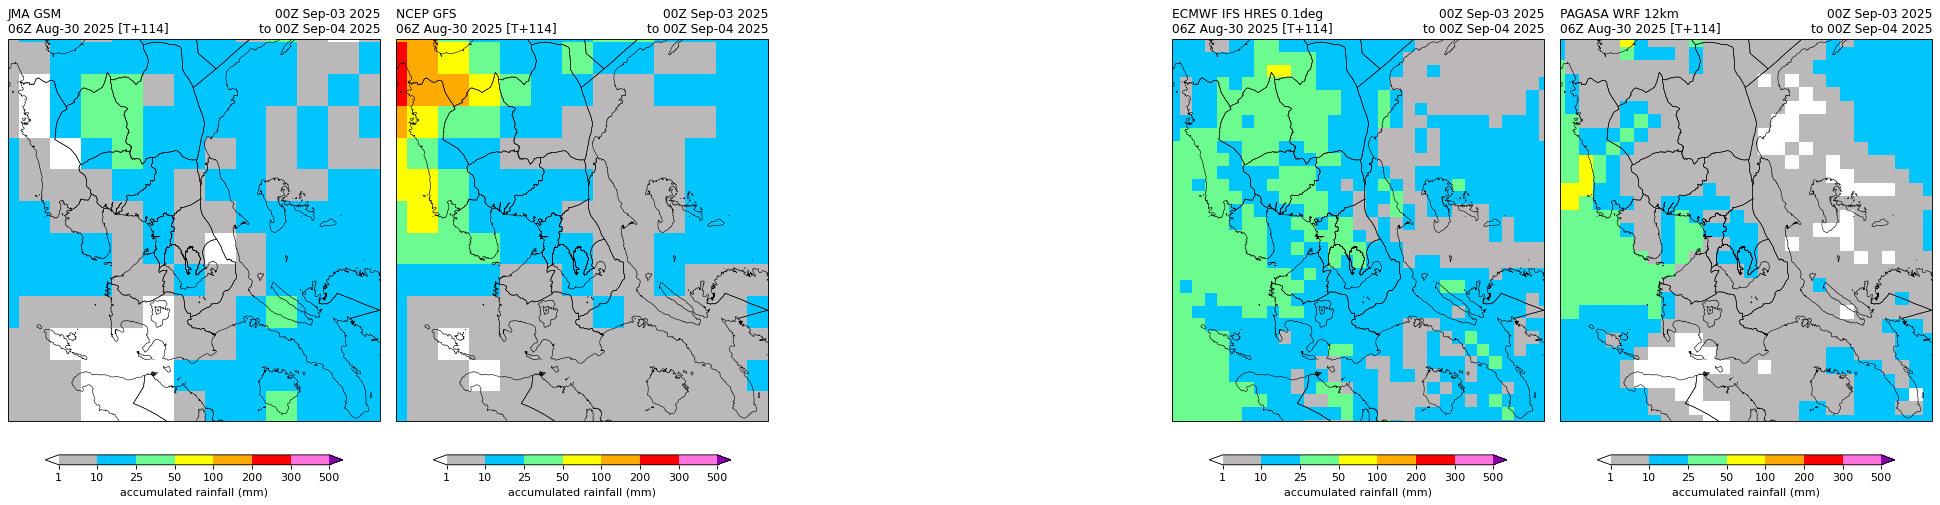 JMA GSM 00Z Sep-03 2025
06Z Aug-30 2025 [T+114] to 00Z Sep-04 2025
NCEP GFS 00Z Sep-03 2025
06Z Aug-30 2025 [T+114] to 00Z Sep-04 2025
ECMWF IFS HRES 0.1deg 00Z Sep-03 2025
06Z Aug-30 2025 [T+114] to 00Z Sep-04 2025
PAGASA WRF 12km 00Z Sep-03 2025
06Z Aug-30 2025 [T+114] to 00Z Sep-04 2025
1 10 25 50 100 200 300 500
accumulated rainfall (mm)
1 10 25 50 100 200 300 500
accumulated rainfall (mm)
1 10 25 50 100 200 300 500
accumulated rainfall (mm)
1 10 25 50 100 200 300 500
accumulated rainfall (mm)